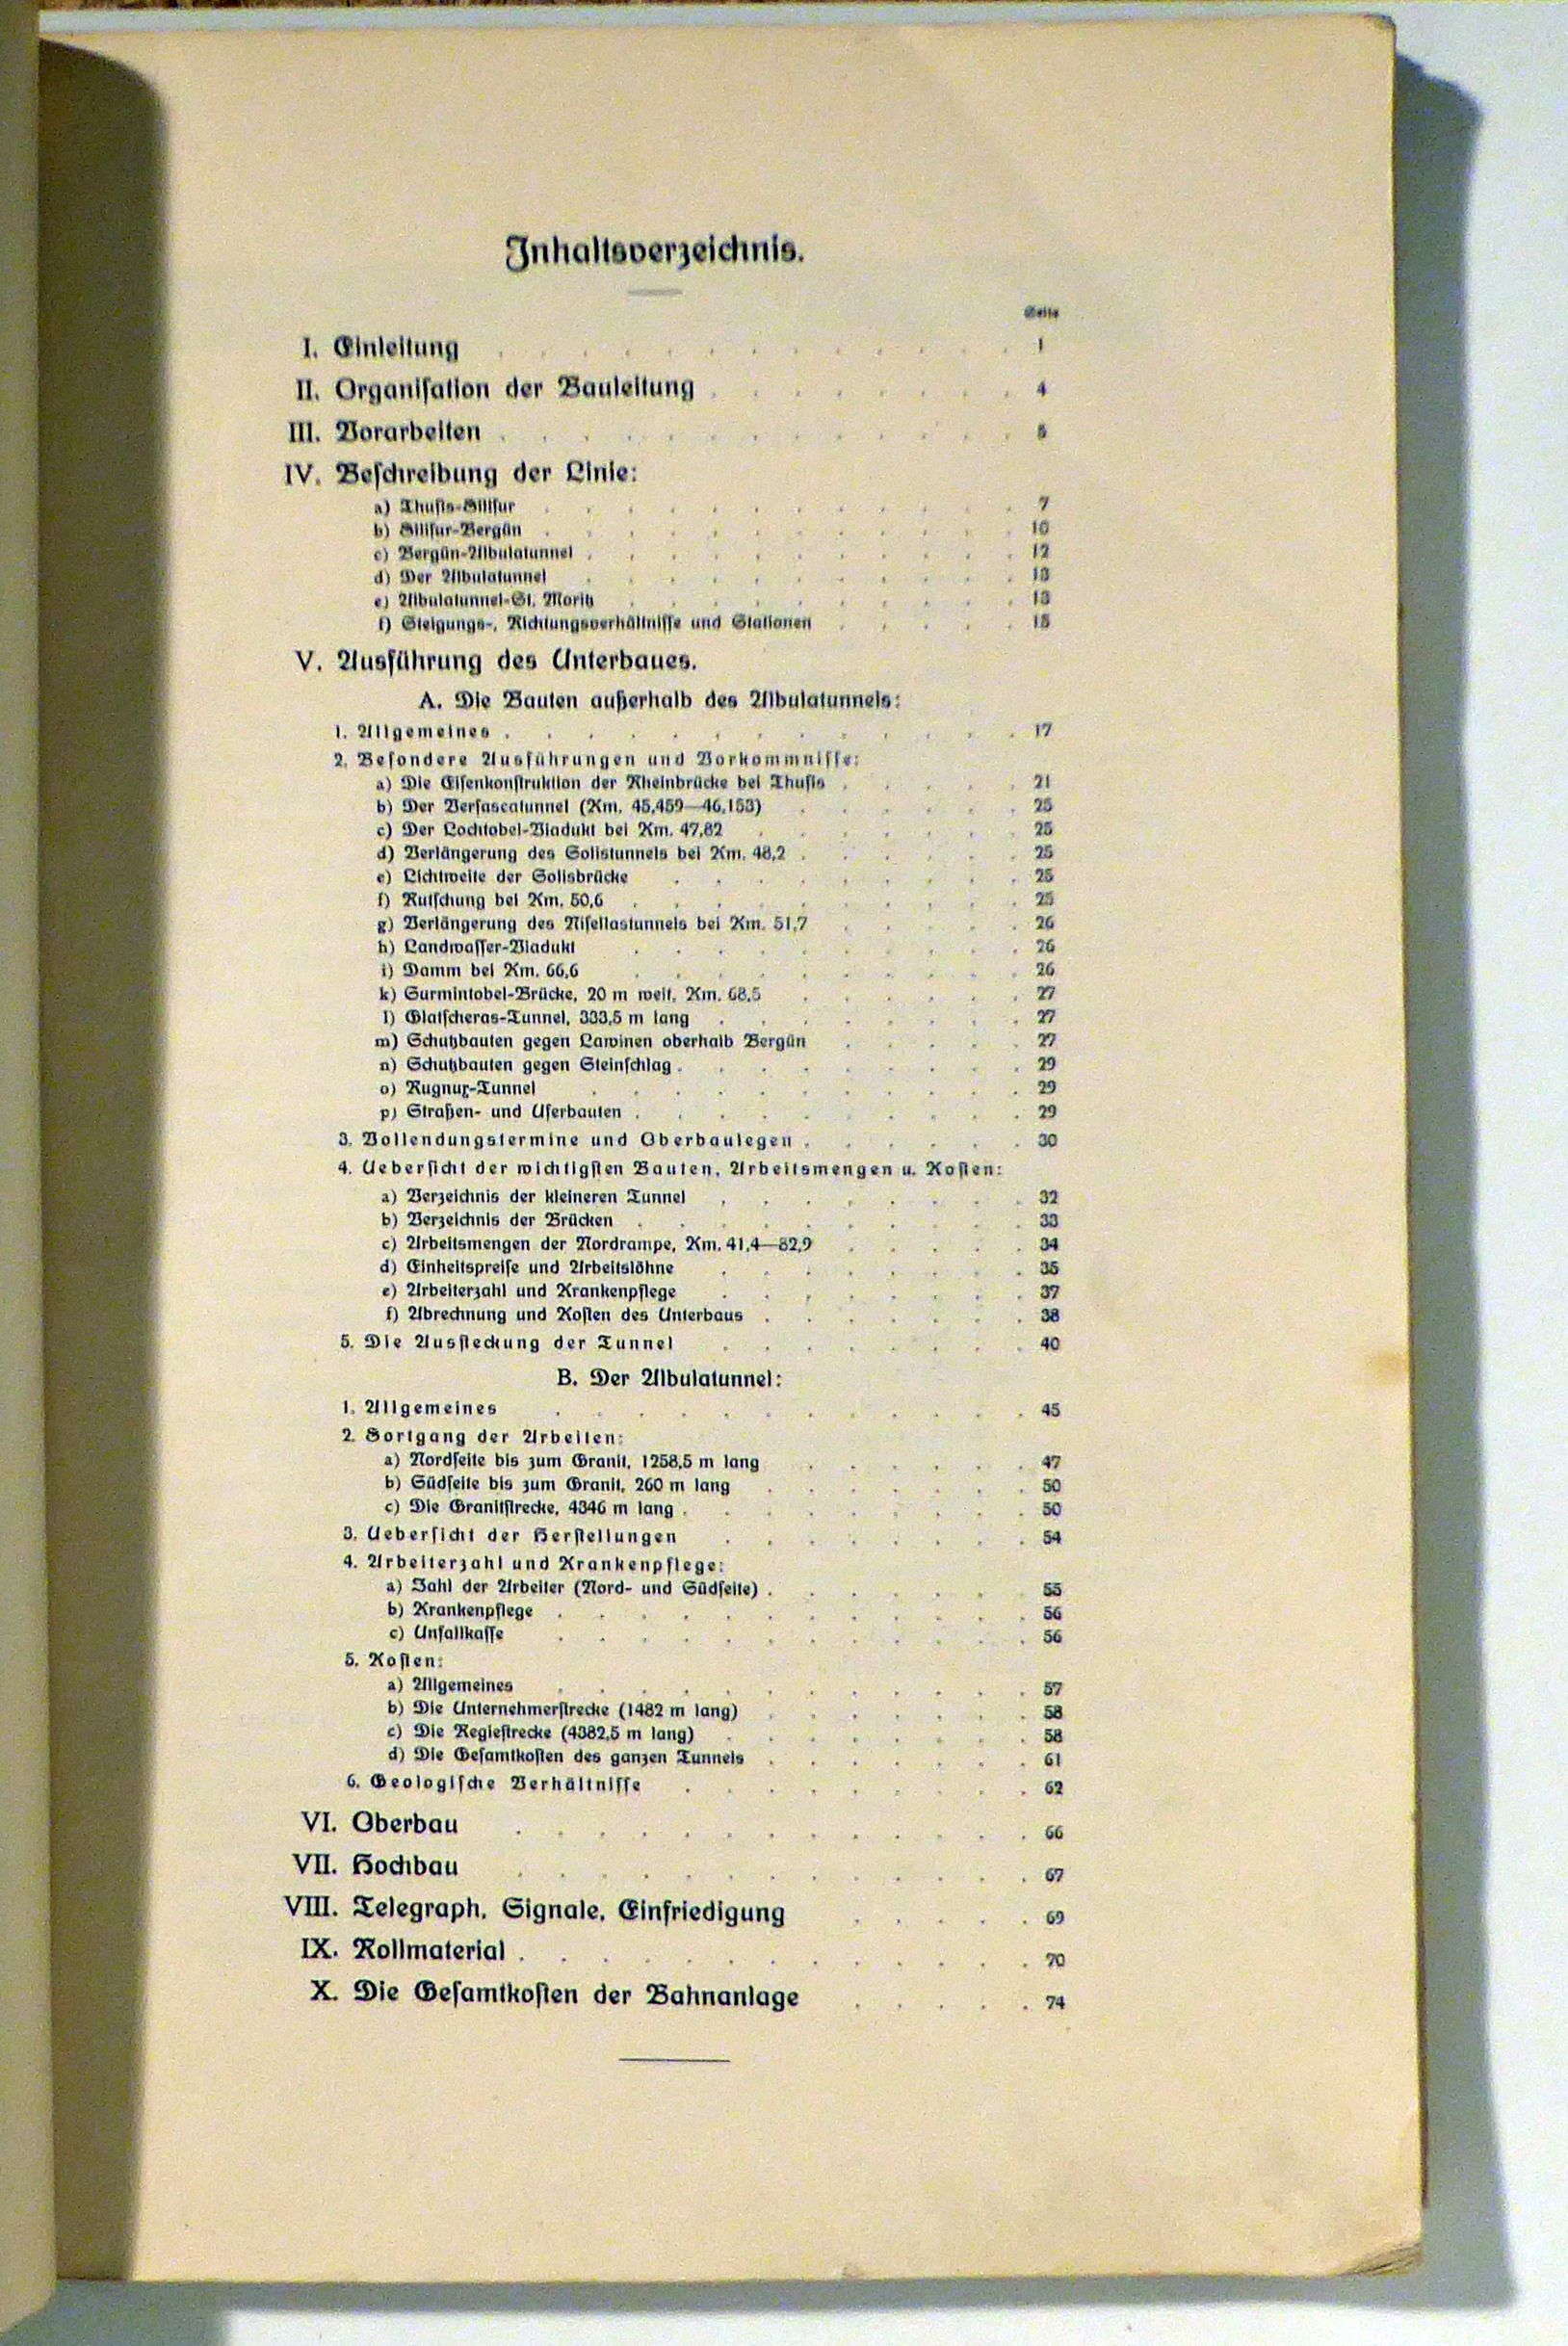 Inhaltsverzeichnis.
Seite
I. Einleitung . . . . . . . . . . . . 1
II. Organisation der Bauleitung . . . . . . . . 4
III. Vorarbeiten . . . . . . . . . . . .
IV. Beschreibung der Linie:
a) Thusis-Filisur . . . . . . . . . . . 7
b) Filisur-Bergün . . . . . . . . . . . 10
c) Bergün-Albulatunnel . . . . . . . . . . 12
d) Der Albulatunnel . . . . . . . . . . 13
e) Albulatunnel-St. Moritz . . . . . . . . . . 13
f) Steigungs-, Richtungsverhältnisse und Stationen . . . . . 15
V. Ausführung des Unterbaues.
A. Die Bauten außerhalb des Albulatunnels:
1. Allgemeines . . . . . . . . . . . . 17
2. Besondere Ausführungen und Vorkommnisse:
a) Die Eisenkonstruktion der Rheinbrücke bei Thusis . . . . . 21
b) Der Versascatunnel (Km. 45,459—46,153) . . . . . . 25
c) Der Lochtobel-Viadukt bei Km. 47,82 . . . . . . . 25
d) Verlängerung des Solistunnels bei Km. 48,2 . . . . . . 25
e) Lichtweite der Solisbrücke . . . . . . . . . 25
f) Rutschung bei Km. 50,6 . . . . . . . . . . 25
g) Verlängerung des Nisellastunnels bei Km. 51,7 . . . . . 26
h) Landwasser-Viadukt . . . . . . . . . . 26
i) Damm bei Km. 66,6 . . . . . . . . . . 26
k) Surmintobel-Brücke, 20 m weit, Km. 68,5 . . . . . . 27
l) Glatscheras-Tunnel, 333,5 m lang . . . . . . . . 27
m) Schutzbauten gegen Lawinen oberhalb Bergün . . . . . 27
n) Schutzbauten gegen Steinschlag . . . . . . . . . 29
o) Rugnux-Tunnel . . . . . . . . . . . 29
p) Straßen- und Uferbauten . . . . . . . . . . 29
3. Vollendungstermine und Oberbaulegen . . . . . . 30
4. Uebersicht der wichtigsten Bauten, Arbeitsmengen u. Kosten:
a) Verzeichnis der kleineren Tunnel . . . . . . . . 32
b) Verzeichnis der Brücken . . . . . . . . . . 33
c) Arbeitsmengen der Nordrampe, Km. 41,4—82,9 . . . . . 34
d) Einheitspreise und Arbeitslöhne . . . . . . . . 35
e) Arbeiterzahl und Krankenpflege . . . . . . . . 37
f) Abrechnung und Kosten des Unterbaus . . . . . . . 38
5. Die Aussteckung der Tunnel . . . . . . . . 40
B. Der Albulatunnel:
1. Allgemeines . . . . . . . . . . . . 45
2. Fortgang der Arbeiten:
a) Nordseite bis zum Granit, 1258,5 m lang . . . . . . 47
b) Südseite bis zum Granit, 260 m lang . . . . . . . 50
c) Die Granitstrecke, 4346 m lang . . . . . . . . . 50
3. Uebersicht der Herstellungen . . . . . . . . 54
4. Arbeiterzahl und Krankenpflege:
a) Zahl der Arbeiter (Nord- und Südseite) . . . . . . 55
b) Krankenpflege . . . . . . . . . . . . 56
c) Unfallkasse . . . . . . . . . . . . 56
5. Kosten:
a) Allgemeines . . . . . . . . . . . . 57
b) Die Unternehmerstrecke (1482 m lang) . . . . . . . 58
c) Die Regiestrecke (4382,5 m lang) . . . . . . . . 58
d) Die Gesamtkosten des ganzen Tunnels . . . . . . . 61
6. Geologische Verhältnisse . . . . . . . . . 62
VI. Oberbau . . . . . . . . . . . . . 66
VII. Hochbau . . . . . . . . . . . . . 67
VIII. Telegraph, Signale, Einfriedigung . . . . . 69
IX. Rollmaterial . . . . . . . . . . . . . 70
X. Die Gesamtkosten der Bahnanlage . . . . . 74